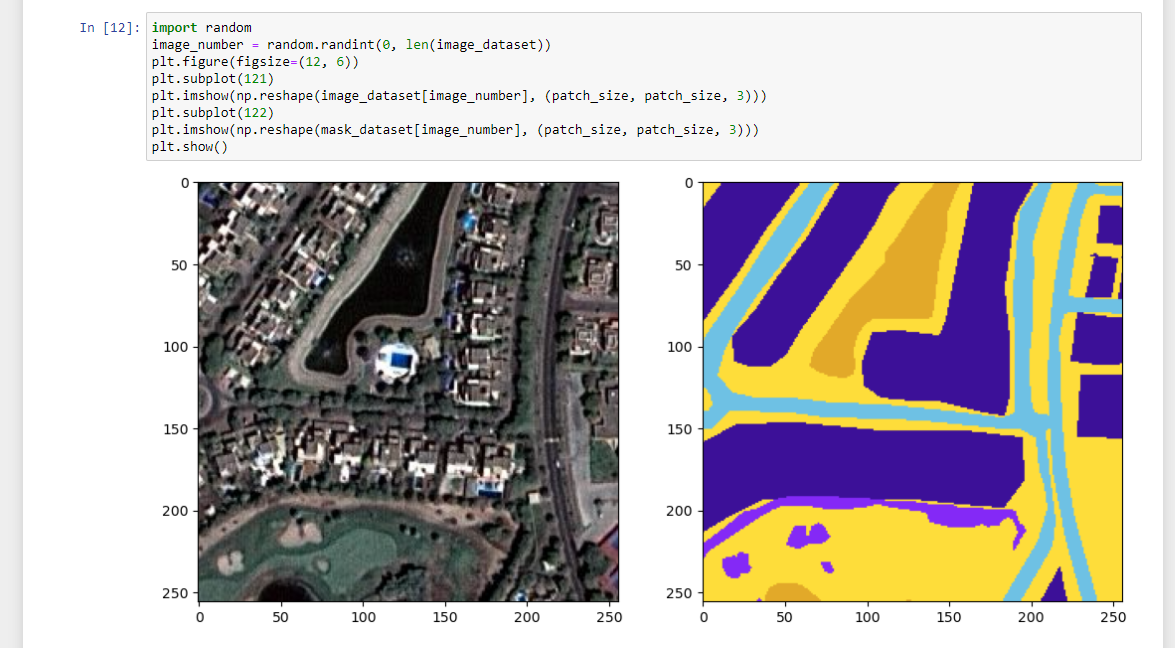 In [12]:
import random
image_number = random.randint(0, len(image_dataset))
plt.figure(figsize=(12, 6))
plt.subplot(121)
plt.imshow(np.reshape(image_dataset[image_number], (patch_size, patch_size, 3)))
plt.subplot(122)
plt.imshow(np.reshape(mask_dataset[image_number], (patch_size, patch_size, 3)))
plt.show()
0
50
100
150
200
250
0 50 100 150 200 250
0
50
100
150
200
250
0 50 100 150 200 250